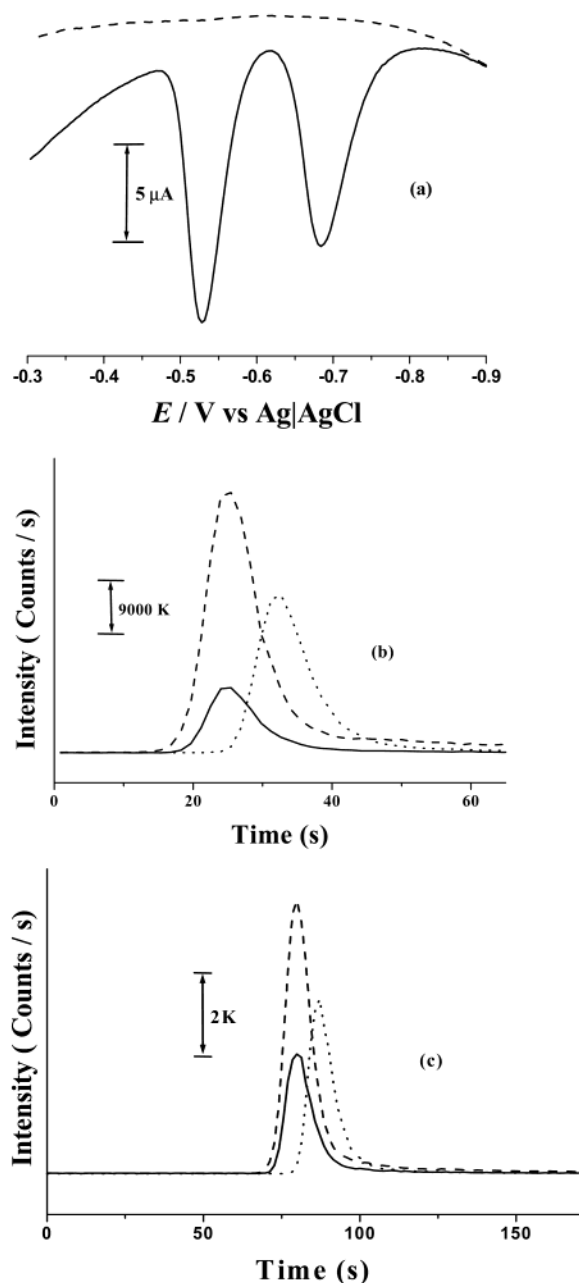 (a)
5 µA
-0.3 -0.4 -0.5 -0.6 -0.7 -0.8 -0.9
E / V vs Ag|AgCl
Intensity ( Counts / s)
9000 K
(b)
0 20 40 60
Time (s)
Intensity ( Counts / s)
2K
(c)
0 50 100 150
Time (s)